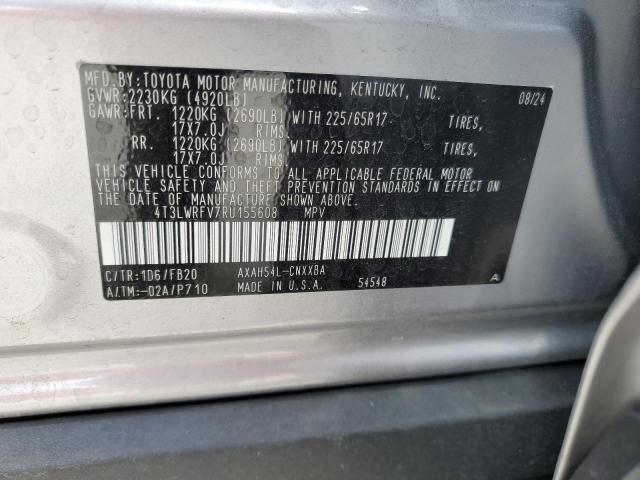 MFD.BY:TOYOTA MOTOR MANUFACTURING, KENTUCKY, INC. 08/24
GVWR:2230KG (4920LB)
GAWR:FRT. 1220KG (2690LB)WITH 225/65R17 TIRES,
17X7.0J RIMS
RR. 1220KG (2690LB)WITH 225/65R17 TIRES,
17X7.0J RIMS
THIS VEHICLE CONFORMS TO ALL APPLICABLE FEDERAL MOTOR
VEHICLE SAFETY AND THEFT PREVENTION STANDARDS IN EFFECT ON
THE DATE OF MANUFACTURE SHOWN ABOVE.
4T3LWRFV7RU155608 MPV
C/TR:1D6/FB20 AXAH54L-CNXXBA A
A/TM:-02A/P710 MADE IN U.S.A. 54548